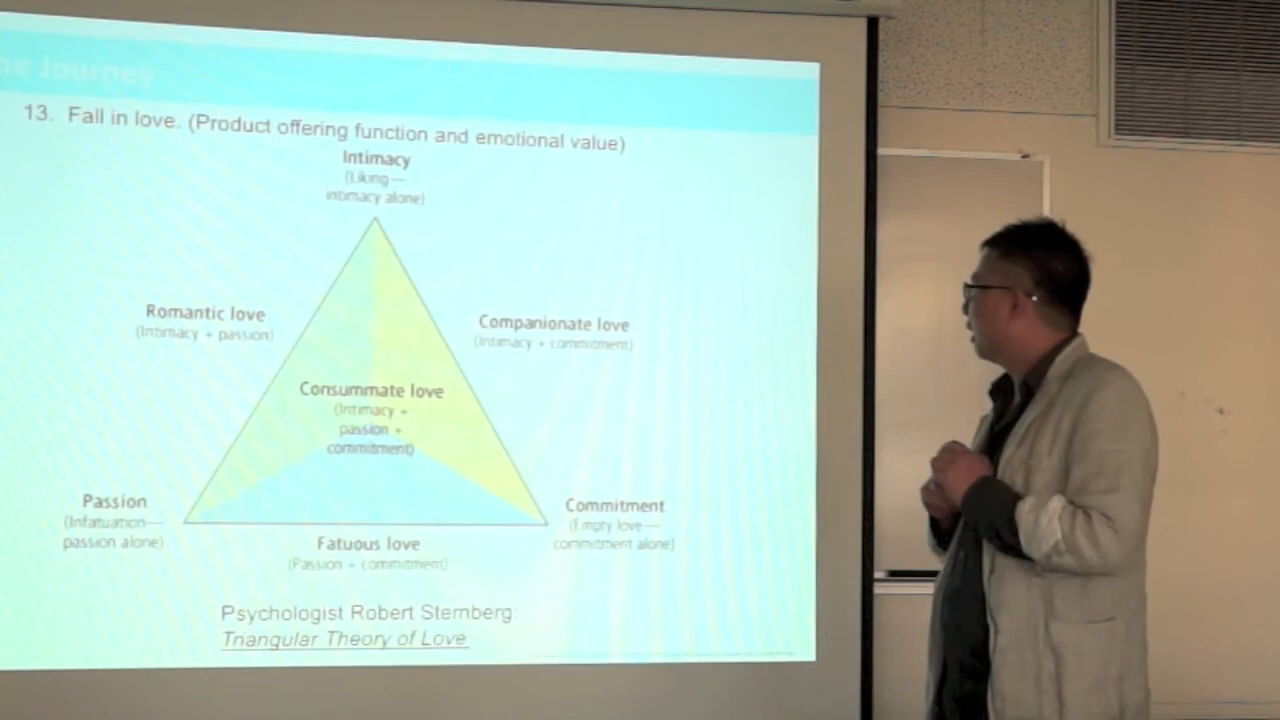 he Journey
13. Fall in love. (Product offering function and emotional value)
Intimacy
(Liking—
intimacy alone)
Romantic love
(Intimacy + passion)
Companionate love
(Intimacy + commitment)
Consummate love
(Intimacy +
passion +
commitment)
Passion
(Infatuation—
passion alone)
Commitment
(Empty love—
commitment alone)
Fatuous love
(Passion + commitment)
Psychologist Robert Sternberg:
Triangular Theory of Love